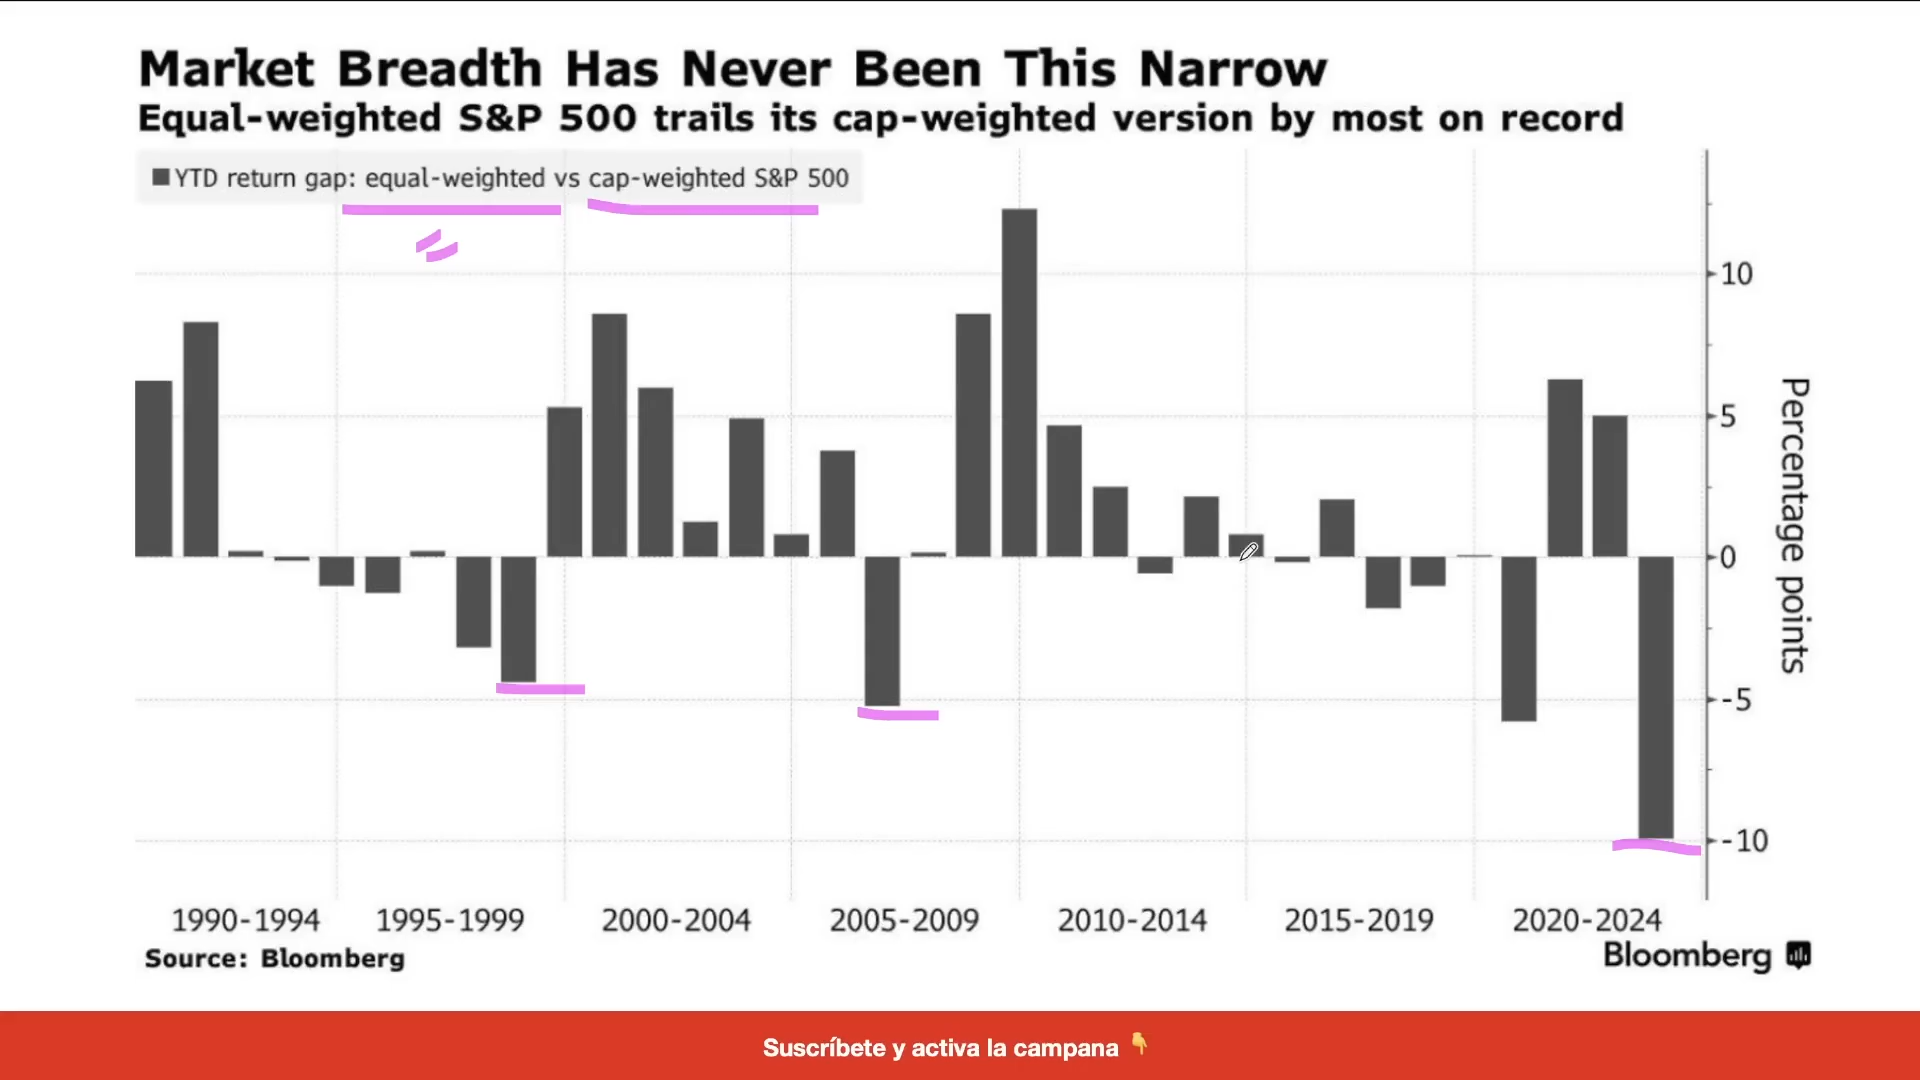 Market Breadth Has Never Been This Narrow
Equal-weighted S&P 500 trails its cap-weighted version by most on record
YTD return gap: equal-weighted vs cap-weighted S&P 500
10
5
0
-5
-10
Percentage points
1990-1994 1995-1999 2000-2004 2005-2009 2010-2014 2015-2019 2020-2024
Source: Bloomberg
Bloomberg
Suscríbete y activa la campana 👇